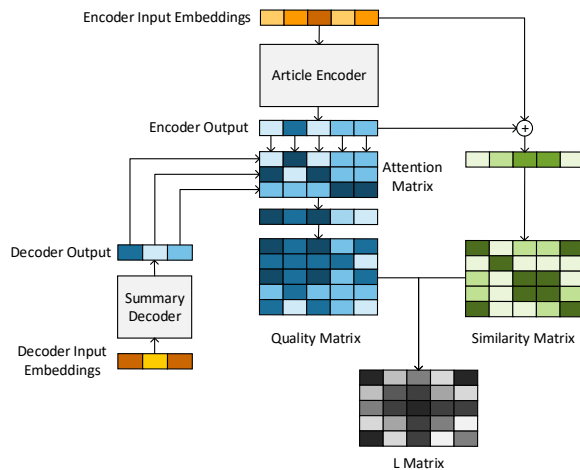 Encoder Input Embeddings
Article Encoder
Encoder Output
+
Attention
Matrix
Decoder Output
Summary
Decoder
Quality Matrix
Similarity Matrix
Decoder Input
Embeddings
L Matrix